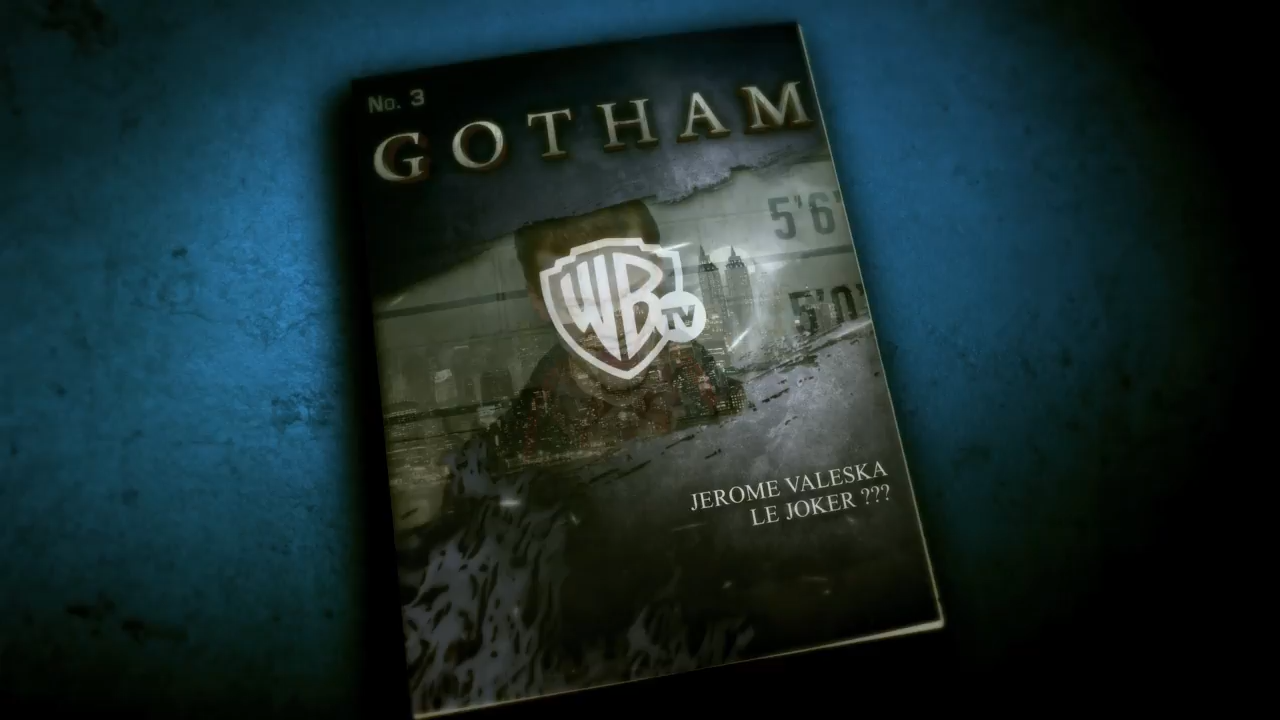 No. 3
GOTHAM
5'6"
WB
TV
5'0"
JEROME VALESKA
LE JOKER ???